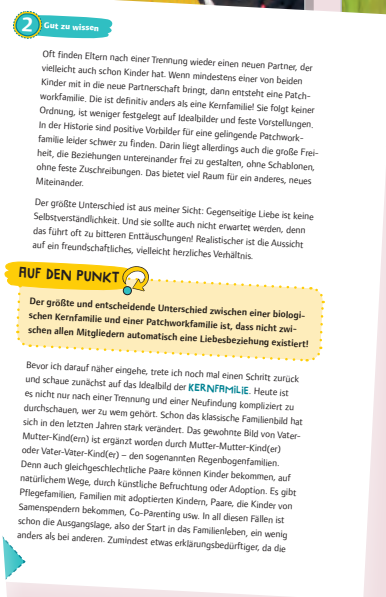 2 Gut zu wissen
Oft finden Eltern nach einer Trennung wieder einen neuen Partner, der
vielleicht auch schon Kinder hat. Wenn mindestens einer von beiden
Kinder mit in die neue Partnerschaft bringt, dann entsteht eine Patch-
workfamilie. Die ist definitiv anders als eine Kernfamilie! Sie folgt keiner
Ordnung, ist weniger festgelegt auf Idealbilder und feste Vorstellungen.
In der Historie sind positive Vorbilder für eine gelingende Patchwork-
familie leider schwer zu finden. Darin liegt allerdings auch die große Frei-
heit, die Beziehungen untereinander frei zu gestalten, ohne Schablonen,
ohne feste Zuschreibungen. Das bietet viel Raum für ein anderes, neues
Miteinander.
Der größte Unterschied ist aus meiner Sicht: Gegenseitige Liebe ist keine
Selbstverständlichkeit. Und sie sollte auch nicht erwartet werden, denn
das führt oft zu bitteren Enttäuschungen! Realistischer ist die Aussicht
auf ein freundschaftliches, vielleicht herzliches Verhältnis.
AUF DEN PUNKT
Der größte und entscheidende Unterschied zwischen einer biologi-
schen Kernfamilie und einer Patchworkfamilie ist, dass nicht zwi-
schen allen Mitgliedern automatisch eine Liebesbeziehung existiert!
Bevor ich darauf näher eingehe, trete ich noch mal einen Schritt zurück
und schaue zunächst auf das Idealbild der KERNFAMILIE. Heute ist
es nicht nur nach einer Trennung und einer Neufindung kompliziert zu
durchschauen, wer zu wem gehört. Schon das klassische Familienbild hat
sich in den letzten Jahren stark verändert. Das gewohnte Bild von Vater-
Mutter-Kind(ern) ist ergänzt worden durch Mutter-Mutter-Kind(er)
oder Vater-Vater-Kind(er) – den sogenannten Regenbogenfamilien.
Denn auch gleichgeschlechtliche Paare können Kinder bekommen, auf
natürlichem Wege, durch künstliche Befruchtung oder Adoption. Es gibt
Pflegefamilien, Familien mit adoptierten Kindern, Paare, die Kinder von
Samenspendern bekommen, Co-Parenting usw. In all diesen Fällen ist
schon die Ausgangslage, also der Start in das Familienleben, ein wenig
anders als bei anderen. Zumindest etwas erklärungsbedürftiger, da die